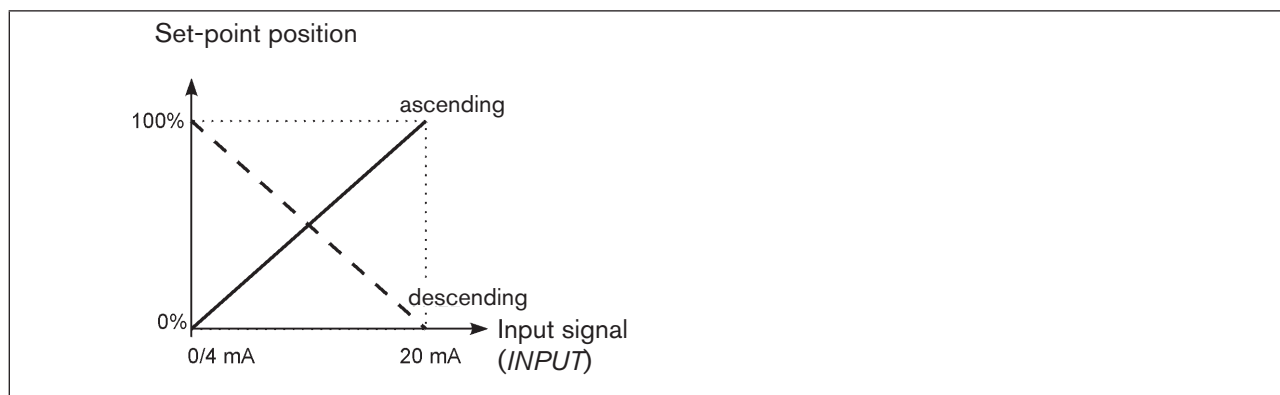 Set-point position
ascending
100%
descending
0%
Input signal
0/4 mA
20 mA
(INPUT)